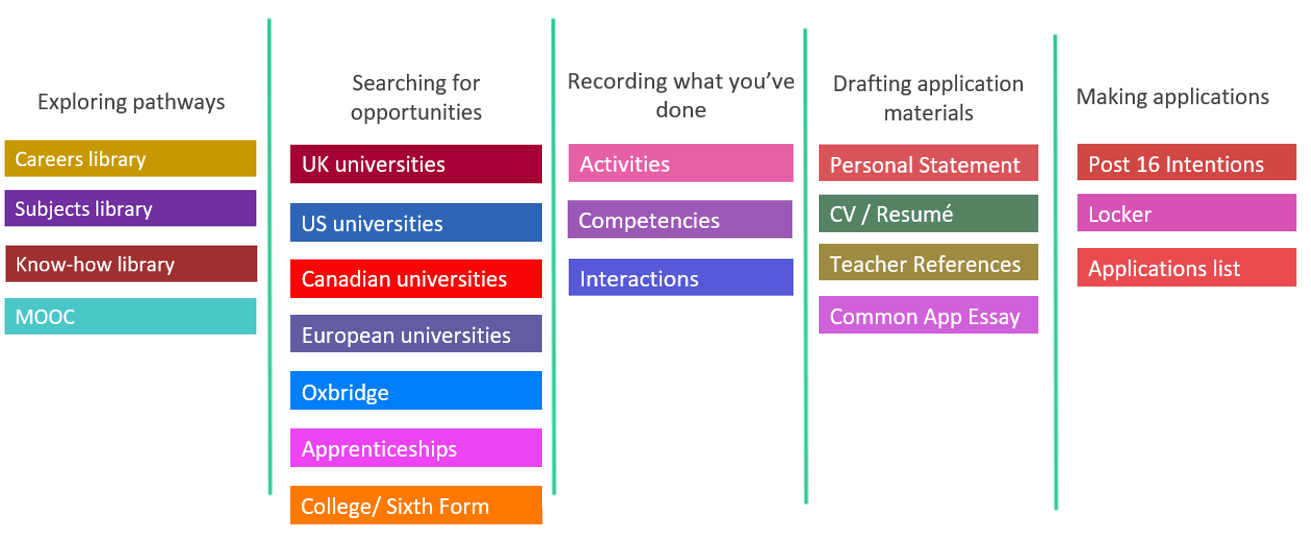 Exploring pathways
Careers library
Subjects library
Know-how library
MOOC
Searching for
opportunities
UK universities
US universities
Canadian universities
European universities
Oxbridge
Apprenticeships
College/ Sixth Form
Recording what you’ve
done
Activities
Competencies
Interactions
Drafting application
materials
Personal Statement
CV / Resumé
Teacher References
Common App Essay
Making applications
Post 16 Intentions
Locker
Applications list